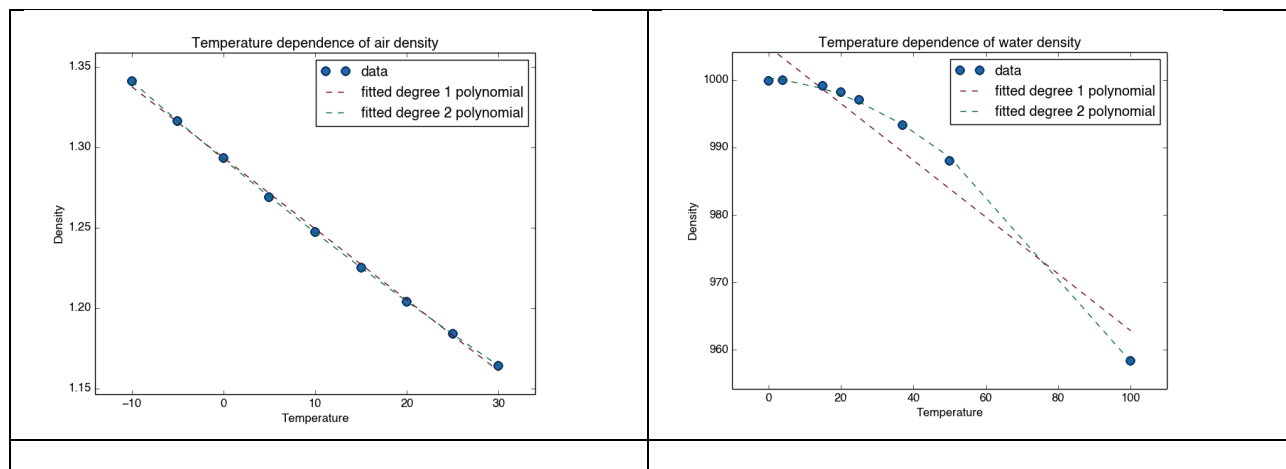 Temperature dependence of air density
1.35
1.30
1.25
1.20
1.15
Density
data
fitted degree 1 polynomial
fitted degree 2 polynomial
−10
0
10
20
30
Temperature
Temperature dependence of water density
1000
990
980
970
960
Density
data
fitted degree 1 polynomial
fitted degree 2 polynomial
0
20
40
60
80
100
Temperature